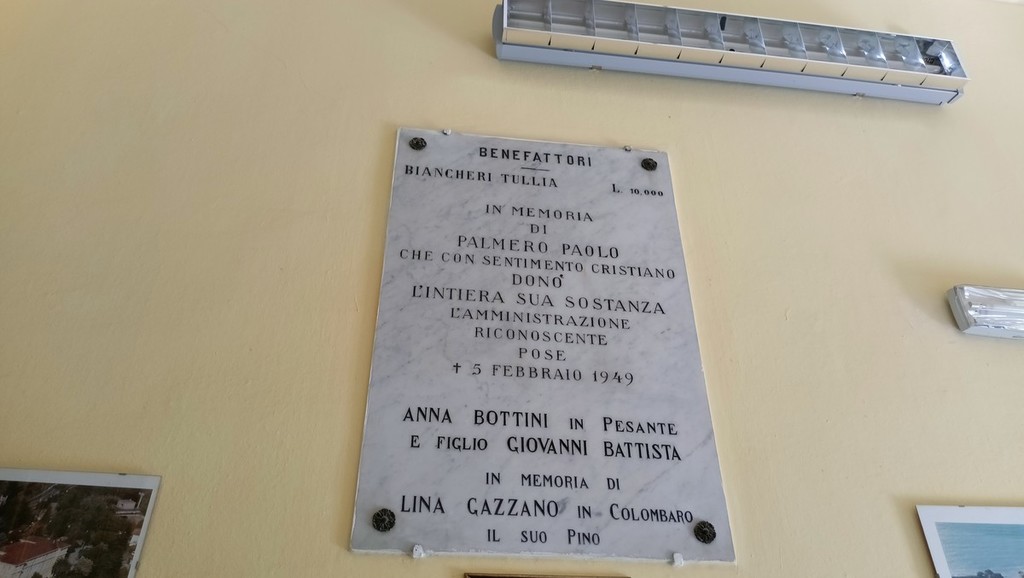 BENEFATTORI
BIANCHERI TULLIA L. 10,000
IN MEMORIA
DI
PALMERO PAOLO
CHE CON SENTIMENTO CRISTIANO
DONÒ
L'INTIERA SUA SOSTANZA
L'AMMINISTRAZIONE
RICONOSCENTE
POSE
† 5 FEBBRAIO 1949
ANNA BOTTINI IN PESANTE
E FIGLIO GIOVANNI BATTISTA
IN MEMORIA DI
LINA GAZZANO IN COLOMBARO
IL SUO PINO